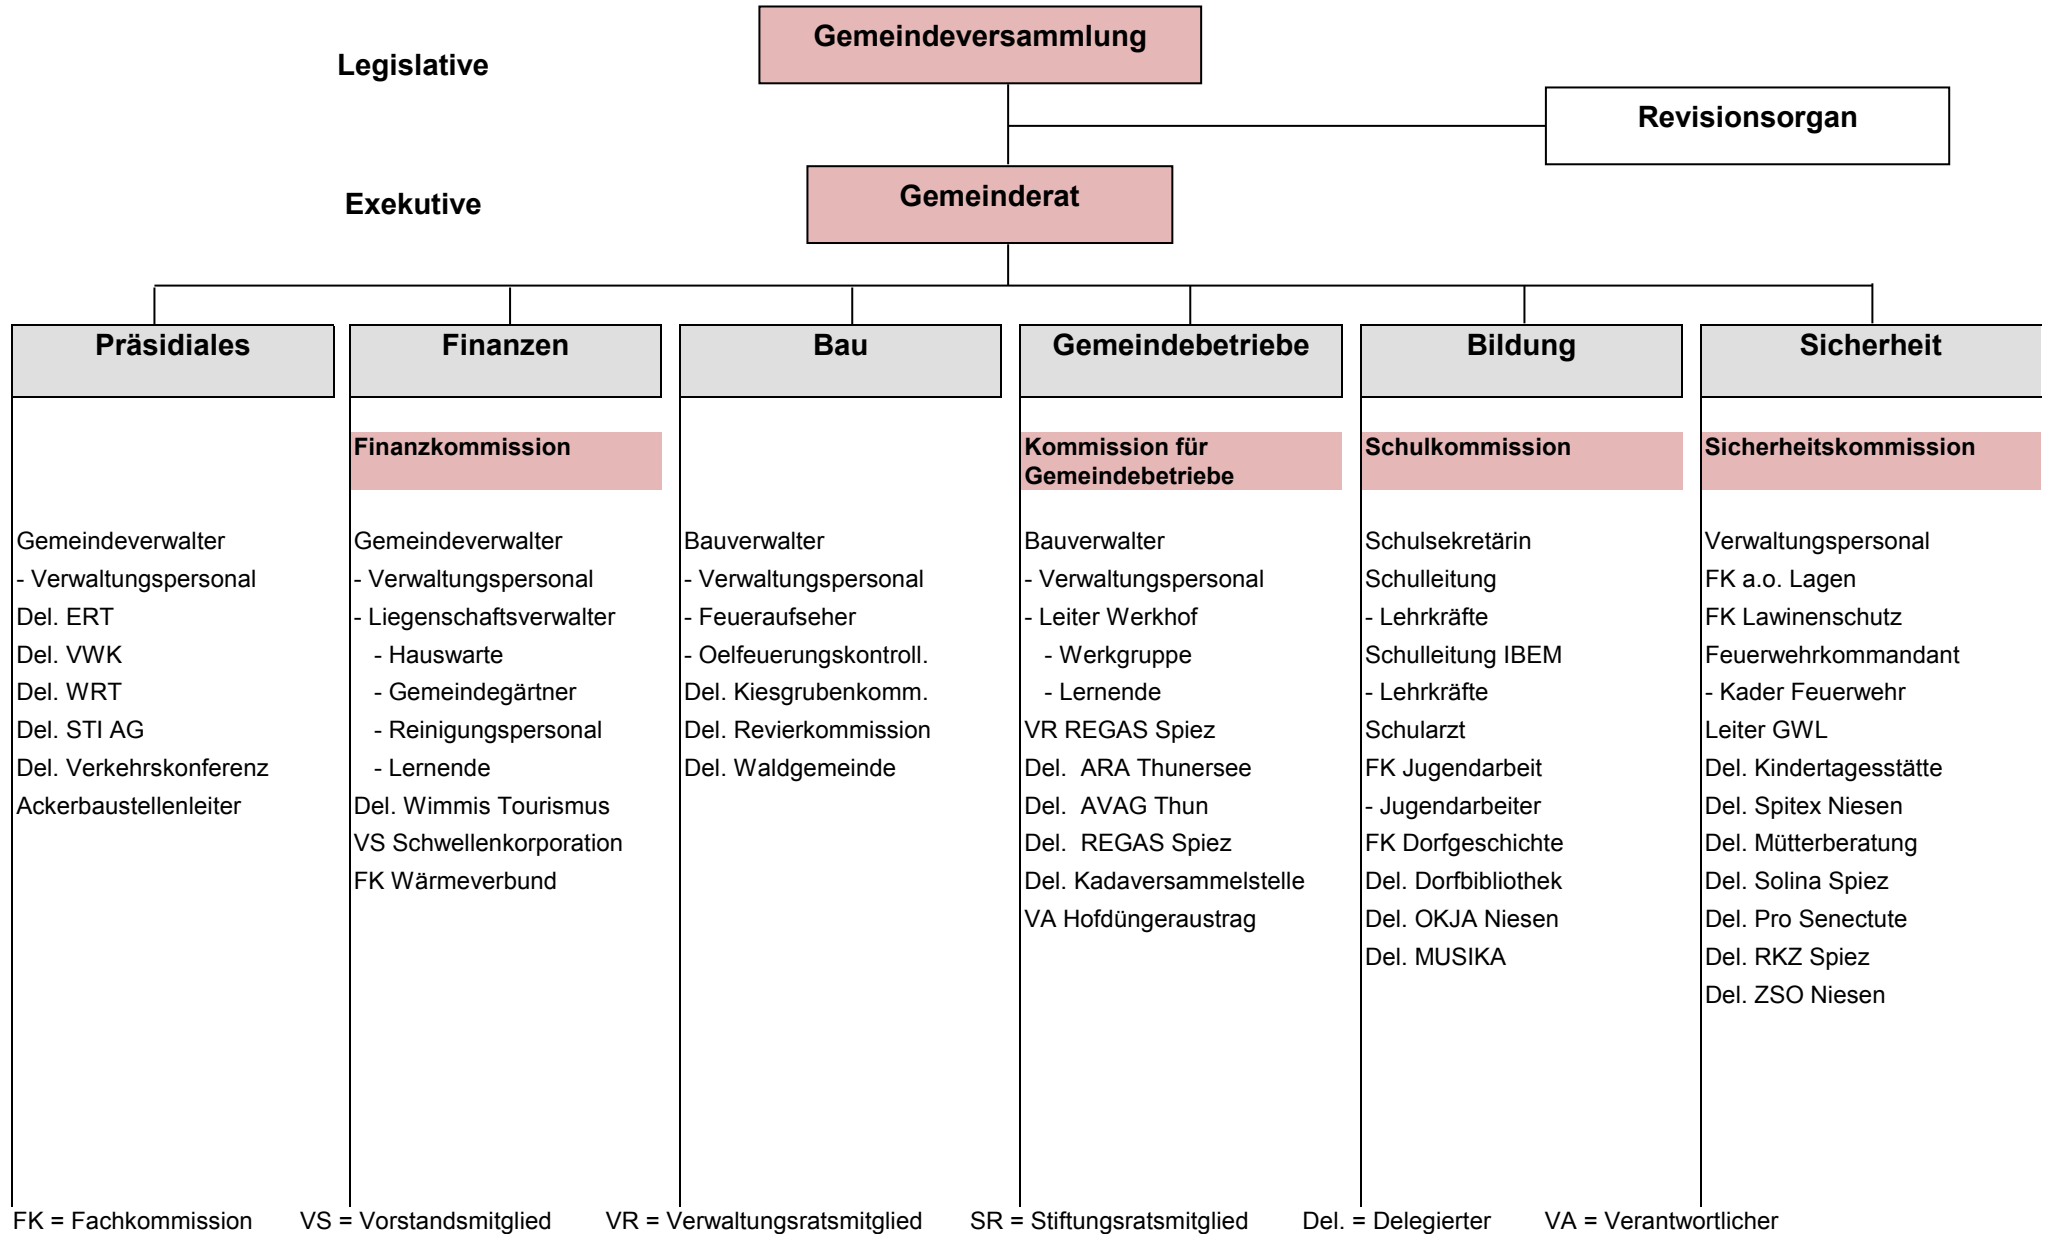 Gemeindeversammlung
Legislative
Revisionsorgan
Gemeinderat
Exekutive
Präsidiales
Gemeindeverwalter
- Verwaltungspersonal
Del. ERT
Del. VWK
Del. WRT
Del. STI AG
Del. Verkehrskonferenz
Ackerbaustellenleiter
Finanzen
Finanzkommission
Gemeindeverwalter
- Verwaltungspersonal
- Liegenschaftsverwalter
- Hauswarte
- Gemeindegärtner
- Reinigungspersonal
- Lernende
Del. Wimmis Tourismus
VS Schwellenkorporation
FK Wärmeverbund
Bau
Bauverwalter
- Verwaltungspersonal
- Feueraufseher
- Oelfeuerungskontroll.
Del. Kiesgrubenkomm.
Del. Revierkommission
Del. Waldgemeinde
Gemeindebetriebe
Kommission für
Gemeindebetriebe
Bauverwalter
- Verwaltungspersonal
- Leiter Werkhof
- Werkgruppe
- Lernende
VR REGAS Spiez
Del. ARA Thunersee
Del. AVAG Thun
Del. REGAS Spiez
Del. Kadaversammelstelle
VA Hofdüngeraustrag
Bildung
Schulkommission
Schulsekretärin
Schulleitung
- Lehrkräfte
Schulleitung IBEM
- Lehrkräfte
Schularzt
FK Jugendarbeit
- Jugendarbeiter
FK Dorfgeschichte
Del. Dorfbibliothek
Del. OKJA Niesen
Del. MUSIKA
Sicherheit
Sicherheitskommission
Verwaltungspersonal
FK a.o. Lagen
FK Lawinenschutz
Feuerwehrkommandant
- Kader Feuerwehr
Leiter GWL
Del. Kindertagesstätte
Del. Spitex Niesen
Del. Mütterberatung
Del. Solina Spiez
Del. Pro Senectute
Del. RKZ Spiez
Del. ZSO Niesen
FK = Fachkommission VS = Vorstandsmitglied VR = Verwaltungsratsmitglied SR = Stiftungsratsmitglied Del. = Delegierter VA = Verantwortlicher